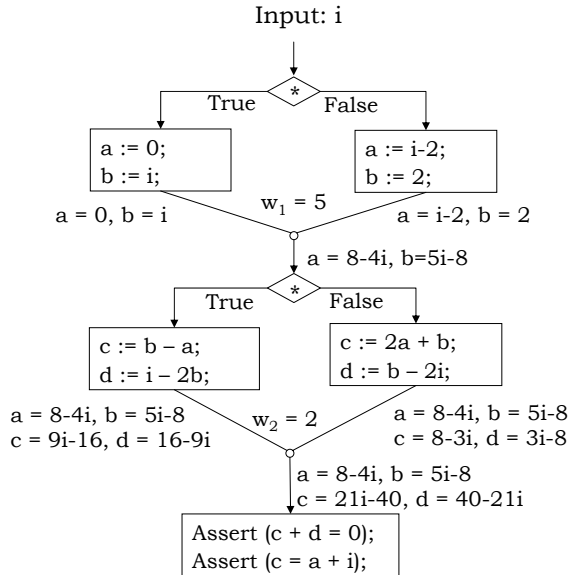 Input: i
*
True
False
a := 0;
b := i;
a := i-2;
b := 2;
w1 = 5
a = 0, b = i
a = i-2, b = 2
a = 8-4i, b=5i-8
*
True
False
c := b – a;
d := i – 2b;
c := 2a + b;
d := b – 2i;
a = 8-4i, b = 5i-8
c = 9i-16, d = 16-9i
w2 = 2
a = 8-4i, b = 5i-8
c = 8-3i, d = 3i-8
a = 8-4i, b = 5i-8
c = 21i-40, d = 40-21i
Assert (c + d = 0);
Assert (c = a + i);